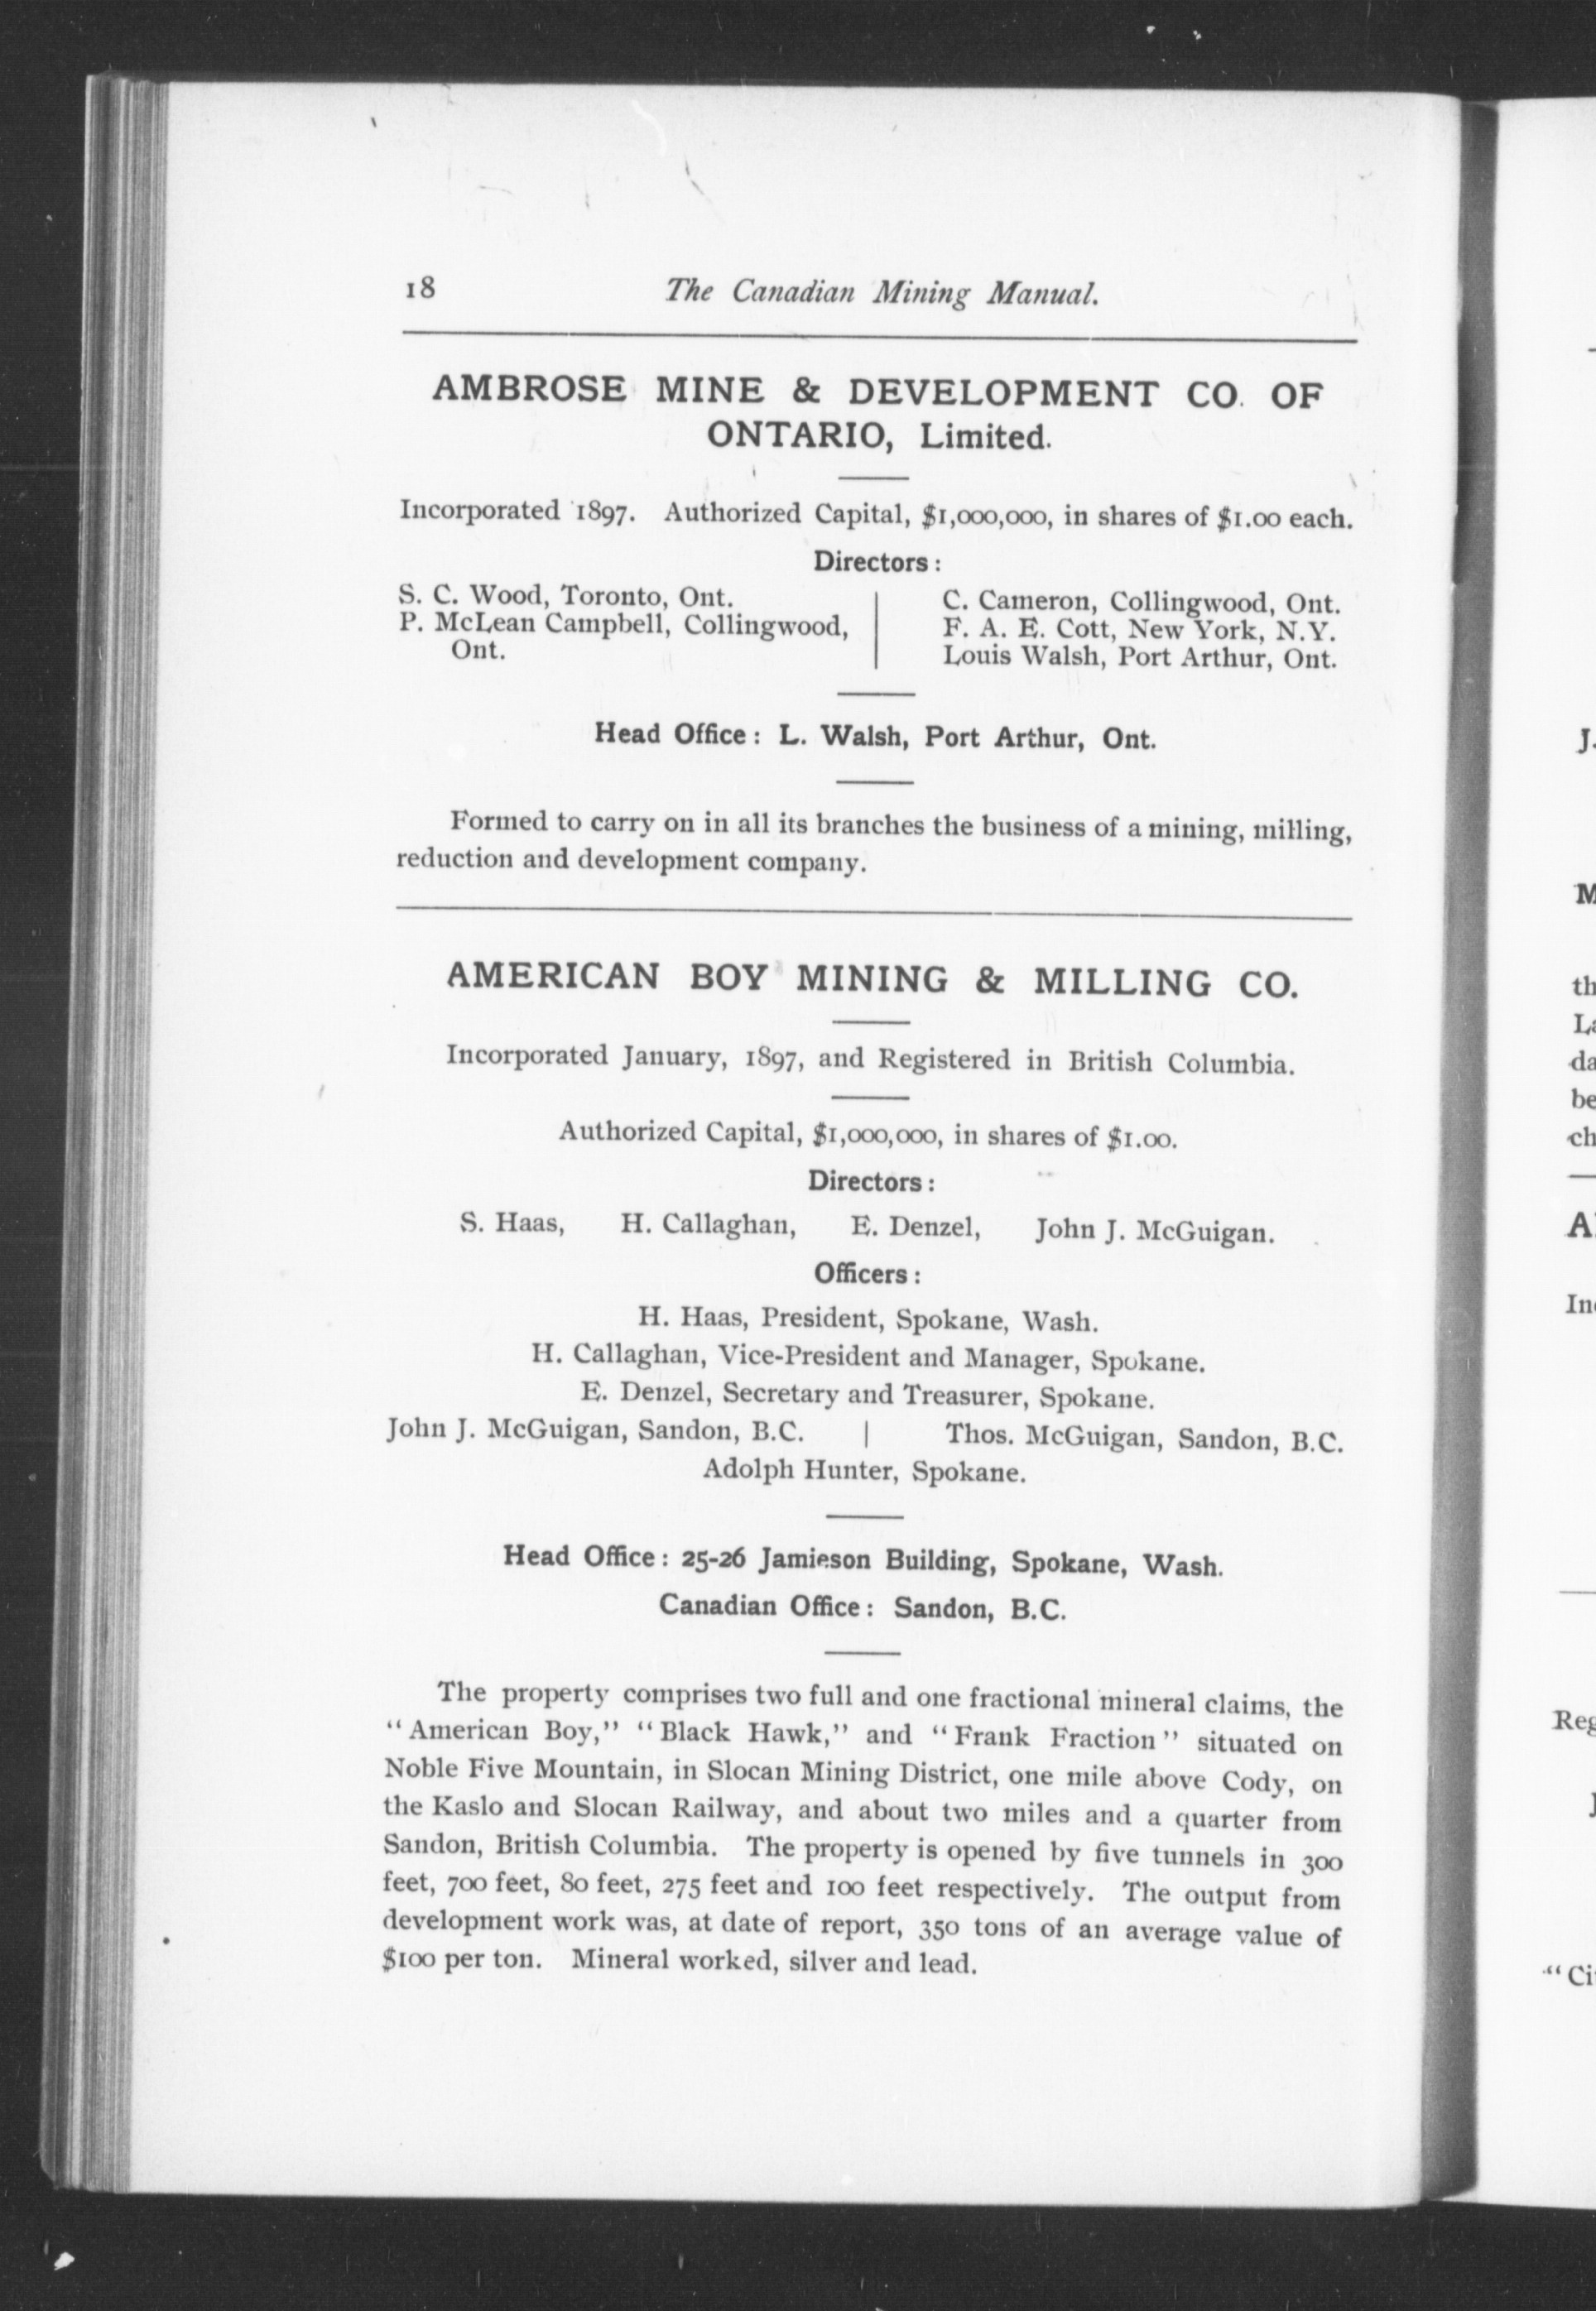 18 The Canadian Mining Manual.
AMBROSE MINE & DEVELOPMENT CO. OF
ONTARIO, Limited.
Incorporated 1897. Authorized Capital, $1,000,000, in shares of $1.00 each.
Directors:
S. C. Wood, Toronto, Ont.
P. McLean Campbell, Collingwood,
Ont.
C. Cameron, Collingwood, Ont.
F. A. E. Cott, New York, N.Y.
Louis Walsh, Port Arthur, Ont.
Head Office: L. Walsh, Port Arthur, Ont.
Formed to carry on in all its branches the business of a mining, milling,
reduction and development company.
AMERICAN BOY MINING & MILLING CO.
Incorporated January, 1897, and Registered in British Columbia.
Authorized Capital, $1,000,000, in shares of $1.00.
Directors:
S. Haas, H. Callaghan, E. Denzel, John J. McGuigan.
Officers:
H. Haas, President, Spokane, Wash.
H. Callaghan, Vice-President and Manager, Spokane.
E. Denzel, Secretary and Treasurer, Spokane.
John J. McGuigan, Sandon, B.C. | Thos. McGuigan, Sandon, B.C.
Adolph Hunter, Spokane.
Head Office: 25-26 Jamieson Building, Spokane, Wash.
Canadian Office: Sandon, B.C.
The property comprises two full and one fractional mineral claims, the
"American Boy," "Black Hawk," and "Frank Fraction" situated on
Noble Five Mountain, in Slocan Mining District, one mile above Cody, on
the Kaslo and Slocan Railway, and about two miles and a quarter from
Sandon, British Columbia. The property is opened by five tunnels in 300
feet, 700 feet, 80 feet, 275 feet and 100 feet respectively. The output from
development work was, at date of report, 350 tons of an average value of
$100 per ton. Mineral worked, silver and lead.